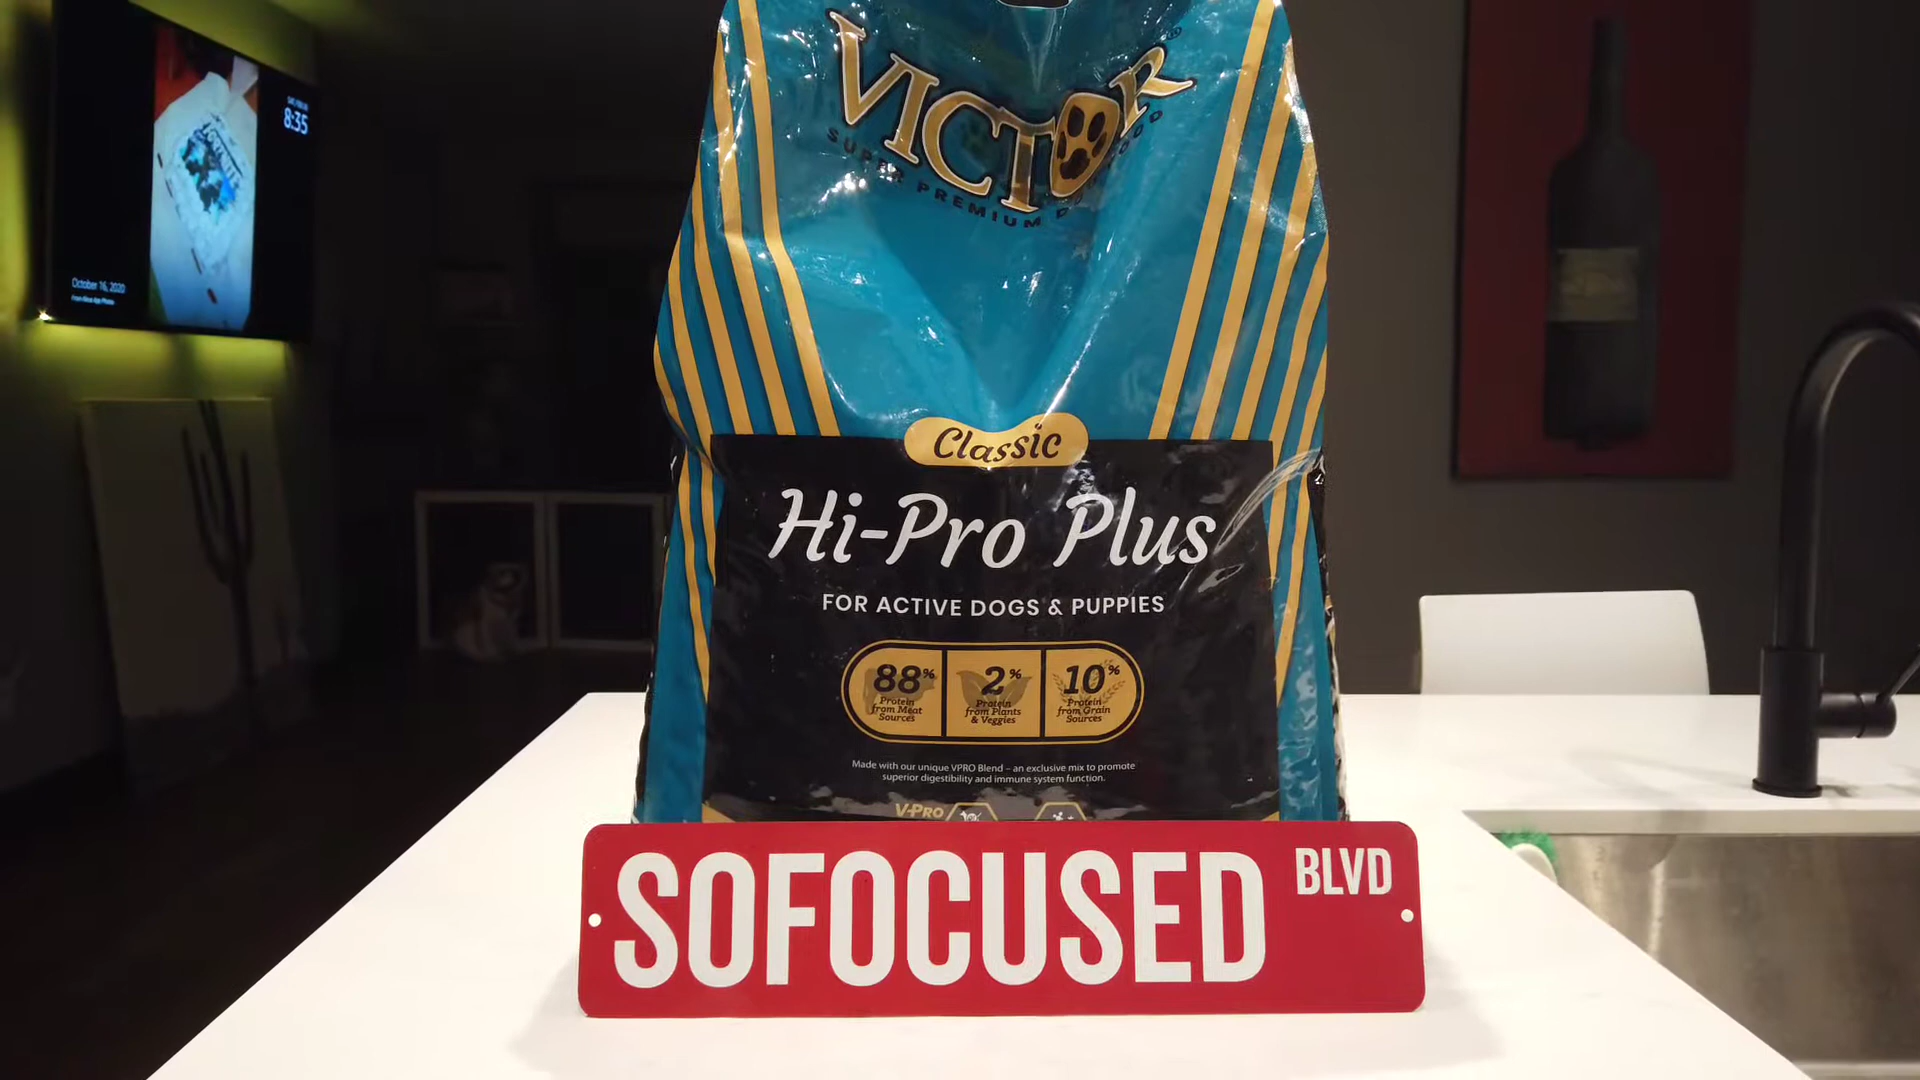 8:35
October 16, 2020
VICTOR®
SUPER PREMIUM DOG FOOD
Classic
Hi-Pro Plus
FOR ACTIVE DOGS & PUPPIES
88%
Protein
from Meat
Sources
2%
Protein
from Plants
& Veggies
10%
Protein
from Grain
Sources
Made with our unique VPRO Blend – an exclusive mix to promote
superior digestibility and immune system function.
V-PRO
SOFOCUSED BLVD